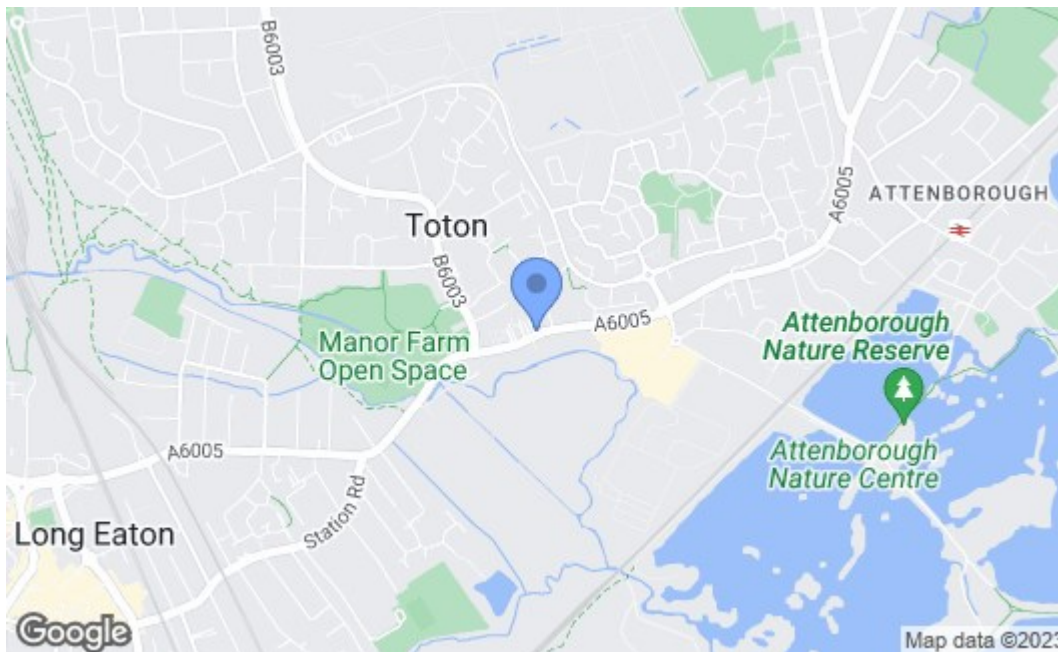 B6003
A6005
ATTENBOROUGH
Toton
B6003
A6005
Attenborough
Nature Reserve
Manor Farm
Open Space
A6005
Attenborough
Nature Centre
Station Rd
Long Eaton
Google
Map data ©2023